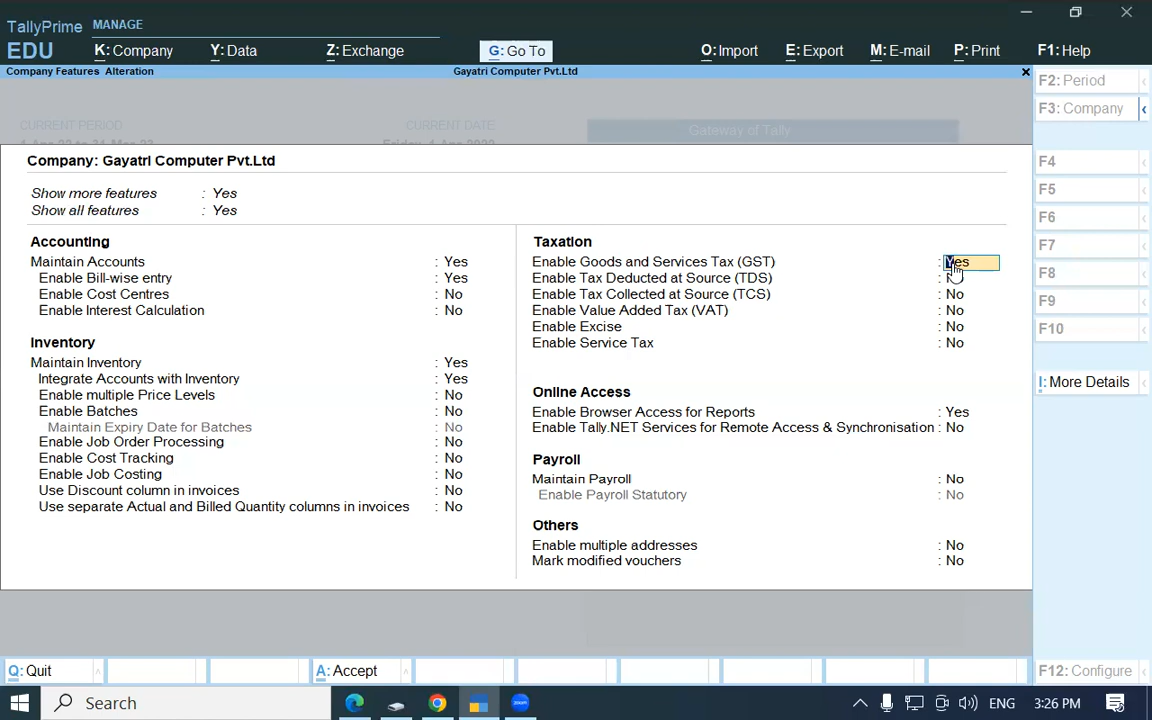 TallyPrime MANAGE
EDU K: Company Y: Data Z: Exchange G: Go To O: Import E: Export M: E-mail P: Print F1: Help
Company Features Alteration Gayatri Computer Pvt.Ltd
F2: Period
F3: Company
CURRENT PERIOD CURRENT DATE Gateway of Tally
Company: Gayatri Computer Pvt.Ltd
Show more features : Yes
Show all features : Yes
Accounting
Maintain Accounts : Yes
Enable Bill-wise entry : Yes
Enable Cost Centres : No
Enable Interest Calculation : No
Inventory
Maintain Inventory : Yes
Integrate Accounts with Inventory : Yes
Enable multiple Price Levels : No
Enable Batches : No
Maintain Expiry Date for Batches : No
Enable Job Order Processing : No
Enable Cost Tracking : No
Enable Job Costing : No
Use Discount column in invoices : No
Use separate Actual and Billed Quantity columns in invoices : No
Taxation
Enable Goods and Services Tax (GST) : Yes
Enable Tax Deducted at Source (TDS) :
Enable Tax Collected at Source (TCS) : No
Enable Value Added Tax (VAT) : No
Enable Excise : No
Enable Service Tax : No
Online Access
Enable Browser Access for Reports : Yes
Enable Tally.NET Services for Remote Access & Synchronisation : No
Payroll
Maintain Payroll : No
Enable Payroll Statutory : No
Others
Enable multiple addresses : No
Mark modified vouchers : No
F4
F5
F6
F7
F8
F9
F10
I: More Details
Q: Quit A: Accept F12: Configure
Search zoom ENG 3:26 PM